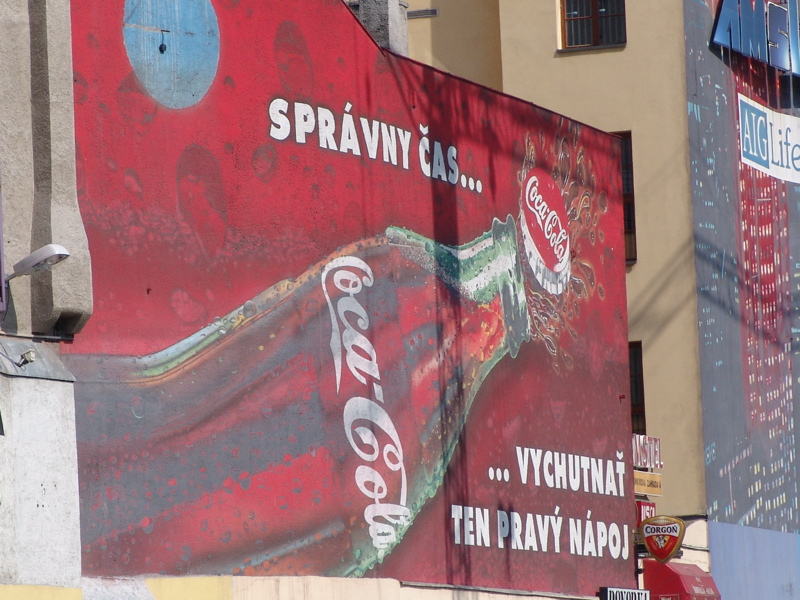 SPRÁVNY ČAS...
Coca-Cola
Coca-Cola
... VYCHUTNAŤ
TEN PRAVÝ NÁPOJ
AIG Life
CORGOŇ